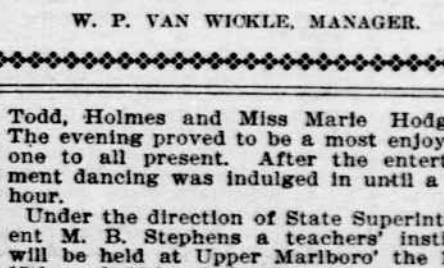 W. P. VAN WICKLE, MANAGER.
Todd, Holmes and Miss Marie Hodg
The evening proved to be a most enjoy
one to all present. After the entert
ment dancing was indulged in until a
hour.
Under the direction of State Superint
ent M. B. Stephens a teachers' insti
will be held at Upper Marlboro' the